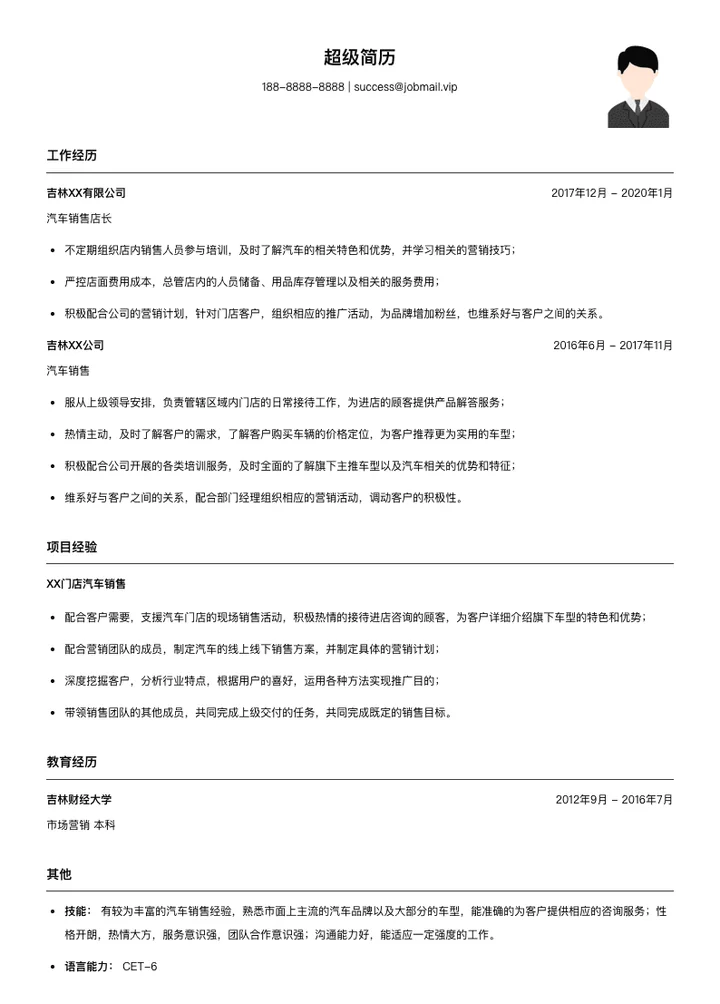 超级简历
188-8888-8888 | success@jobmail.vip
工作经历
吉林XX有限公司 2017年12月 – 2020年1月
汽车销售店长
• 不定期组织店内销售人员参与培训，及时了解汽车的相关特色和优势，并学习相关的营销技巧；
• 严控店面费用成本，总管店内的人员储备、用品库存管理以及相关的服务费用；
• 积极配合公司的营销计划，针对门店客户，组织相应的推广活动，为品牌增加粉丝，也维系好与客户之间的关系。
吉林XX公司 2016年6月 – 2017年11月
汽车销售
• 服从上级领导安排，负责管辖区域内门店的日常接待工作，为进店的顾客提供产品解答服务；
• 热情主动，及时了解客户的需求，了解客户购买车辆的价格定位，为客户推荐更为实用的车型；
• 积极配合公司开展的各类培训服务，及时全面的了解旗下主推车型以及汽车相关的优势和特征；
• 维系好与客户之间的关系，配合部门经理组织相应的营销活动，调动客户的积极性。
项目经验
XX门店汽车销售
• 配合客户需要，支援汽车门店的现场销售活动，积极热情的接待进店咨询的顾客，为客户详细介绍旗下车型的特色和优势；
• 配合营销团队的成员，制定汽车的线上线下销售方案，并制定具体的营销计划；
• 深度挖掘客户，分析行业特点，根据用户的喜好，运用各种方法实现推广目的；
• 带领销售团队的其他成员，共同完成上级交付的任务，共同完成既定的销售目标。
教育经历
吉林财经大学 2012年9月 – 2016年7月
市场营销 本科
其他
• 技能： 有较为丰富的汽车销售经验，熟悉市面上主流的汽车品牌以及大部分的车型，能准确的为客户提供相应的咨询服务；性
格开朗，热情大方，服务意识强，团队合作意识强；沟通能力好，能适应一定强度的工作。
• 语言能力： CET-6